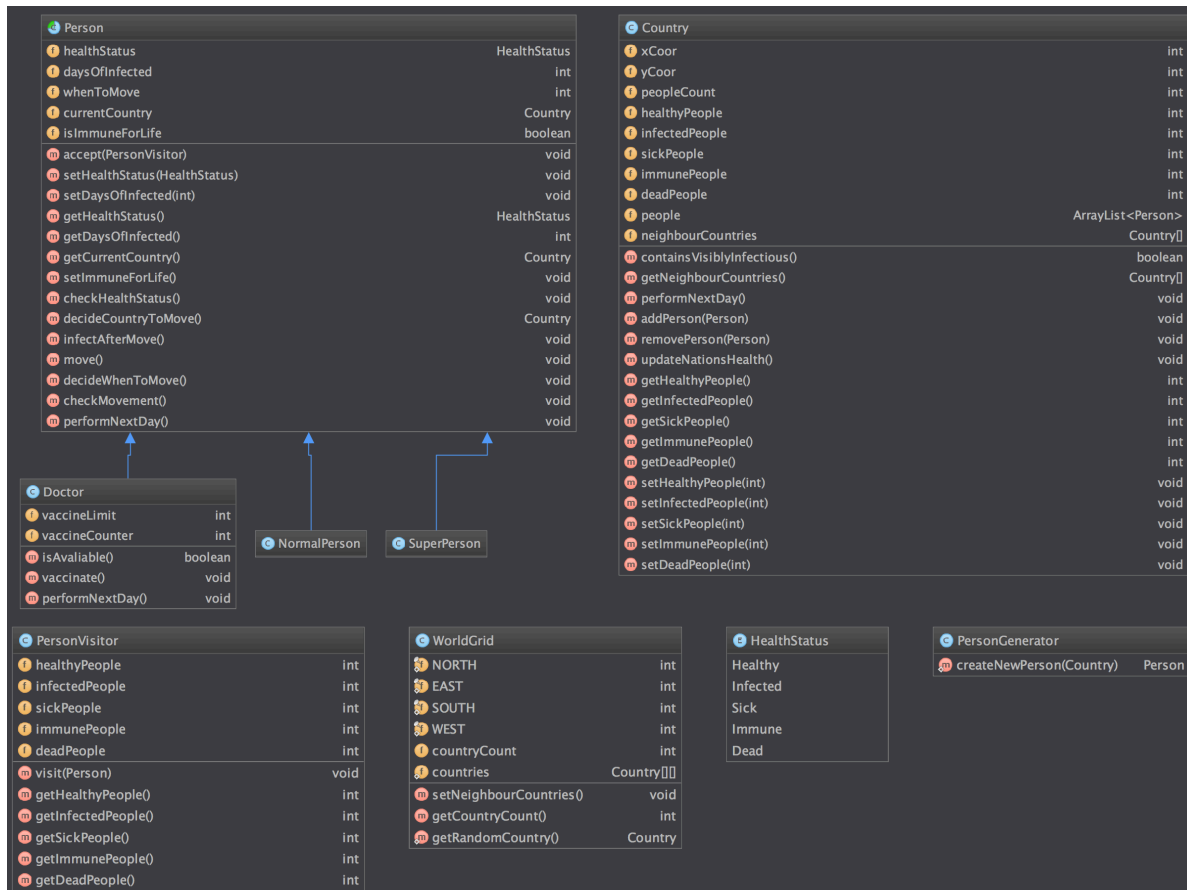 Person
healthStatus HealthStatus
daysOfInfected int
whenToMove int
currentCountry Country
isImmuneForLife boolean
accept(PersonVisitor) void
setHealthStatus(HealthStatus) void
setDaysOfInfected(int) void
getHealthStatus() HealthStatus
getDaysOfInfected() int
getCurrentCountry() Country
setImmuneForLife() void
checkHealthStatus() void
decideCountryToMove() Country
infectAfterMove() void
move() void
decideWhenToMove() void
checkMovement() void
performNextDay() void
Country
xCoor int
yCoor int
peopleCount int
healthyPeople int
infectedPeople int
sickPeople int
immunePeople int
deadPeople int
people ArrayList<Person>
neighbourCountries Country[]
containsVisiblyInfectious() boolean
getNeighbourCountries() Country[]
performNextDay() void
addPerson(Person) void
removePerson(Person) void
updateNationsHealth() void
getHealthyPeople() int
getInfectedPeople() int
getSickPeople() int
getImmunePeople() int
getDeadPeople() int
setHealthyPeople(int) void
setInfectedPeople(int) void
setSickPeople(int) void
setImmunePeople(int) void
setDeadPeople(int) void
Doctor
vaccineLimit int
vaccineCounter int
isAvaliable() boolean
vaccinate() void
performNextDay() void
NormalPerson
SuperPerson
PersonVisitor
healthyPeople int
infectedPeople int
sickPeople int
immunePeople int
deadPeople int
visit(Person) void
getHealthyPeople() int
getInfectedPeople() int
getSickPeople() int
getImmunePeople() int
getDeadPeople() int
WorldGrid
NORTH int
EAST int
SOUTH int
WEST int
countryCount int
countries Country[][]
setNeighbourCountries() void
getCountryCount() int
getRandomCountry() Country
HealthStatus
Healthy
Infected
Sick
Immune
Dead
PersonGenerator
createNewPerson(Country) Person